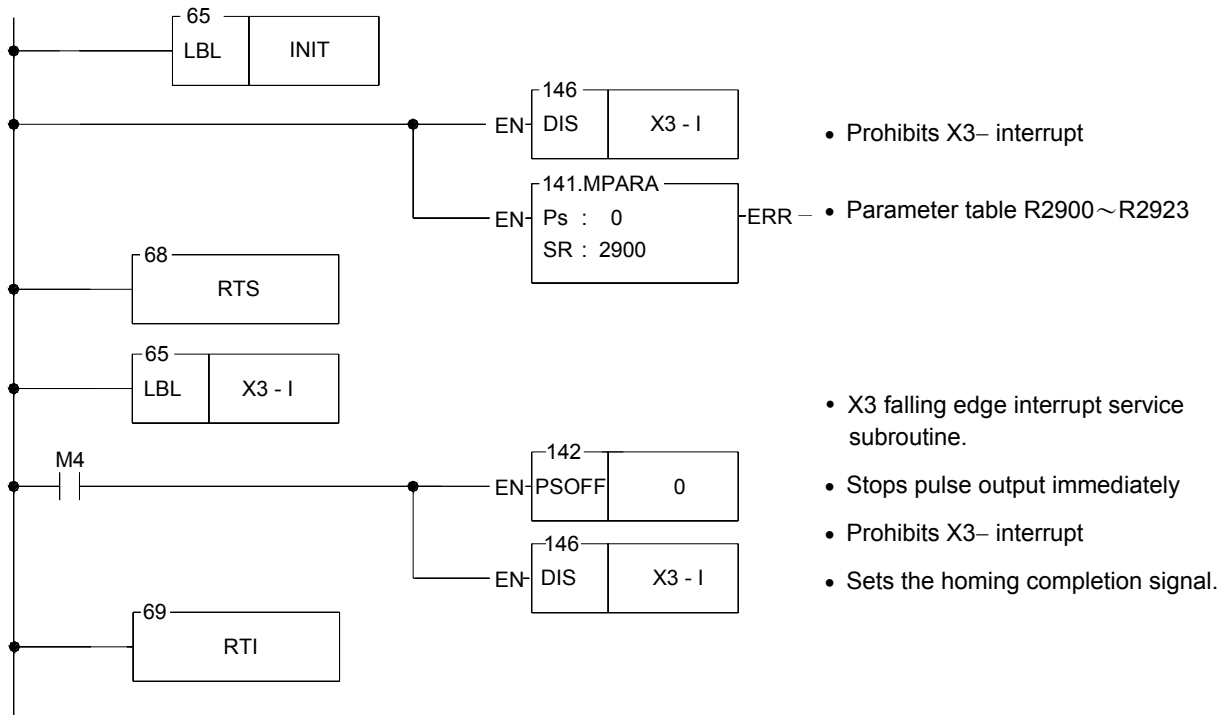 65
LBL INIT
146
EN DIS X3 - I
• Prohibits X3– interrupt
141.MPARA
EN Ps : 0 ERR
SR : 2900
• Parameter table R2900～R2923
68
RTS
65
LBL X3 - I
• X3 falling edge interrupt service
subroutine.
M4
142
EN PSOFF 0
• Stops pulse output immediately
• Prohibits X3– interrupt
146
EN DIS X3 - I
• Sets the homing completion signal.
69
RTI